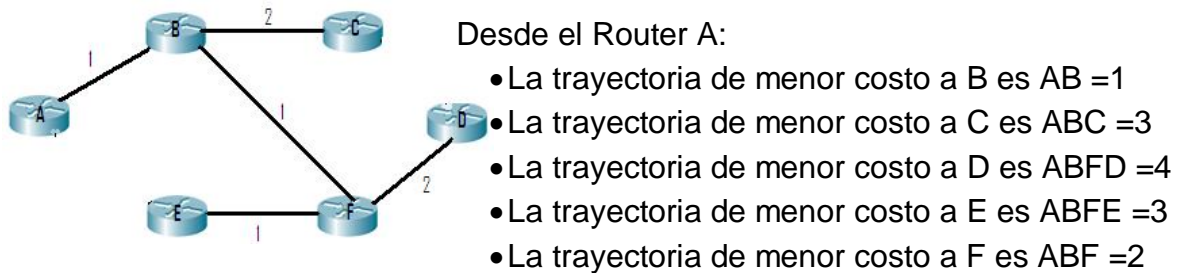 2
B
C
Desde el Router A:
1
• La trayectoria de menor costo a B es AB =1
A
1
D
• La trayectoria de menor costo a C es ABC =3
• La trayectoria de menor costo a D es ABFD =4
2
E
F
• La trayectoria de menor costo a E es ABFE =3
1
• La trayectoria de menor costo a F es ABF =2